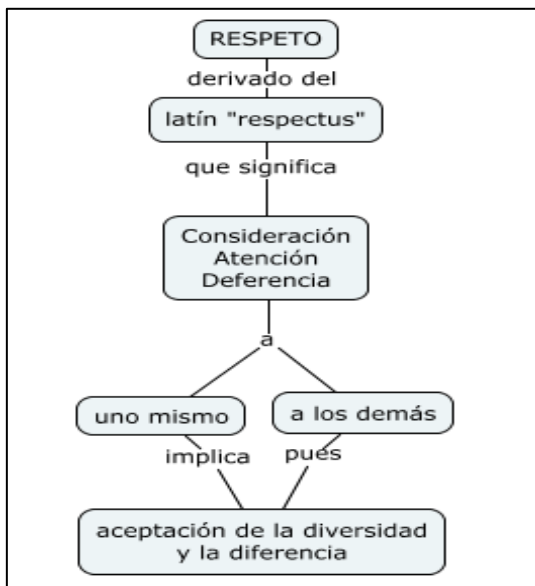 RESPETO
derivado del
latín "respectus"
que significa
Consideración
Atención
Deferencia
a
uno mismo
a los demás
implica
pues
aceptación de la diversidad
y la diferencia